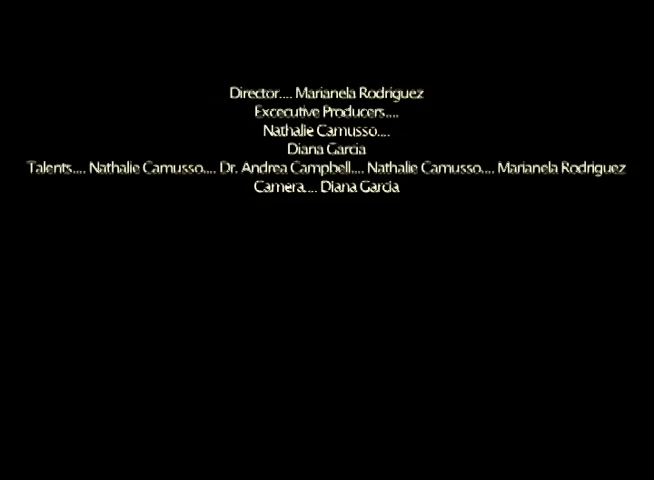 Director.... Marianela Rodriguez
Excecutive Producers....
Nathalie Camusso....
Diana Garcia
Talents.... Nathalie Camusso.... Dr. Andrea Campbell.... Nathalie Camusso.... Marianela Rodriguez
Camera.... Diana Garcia